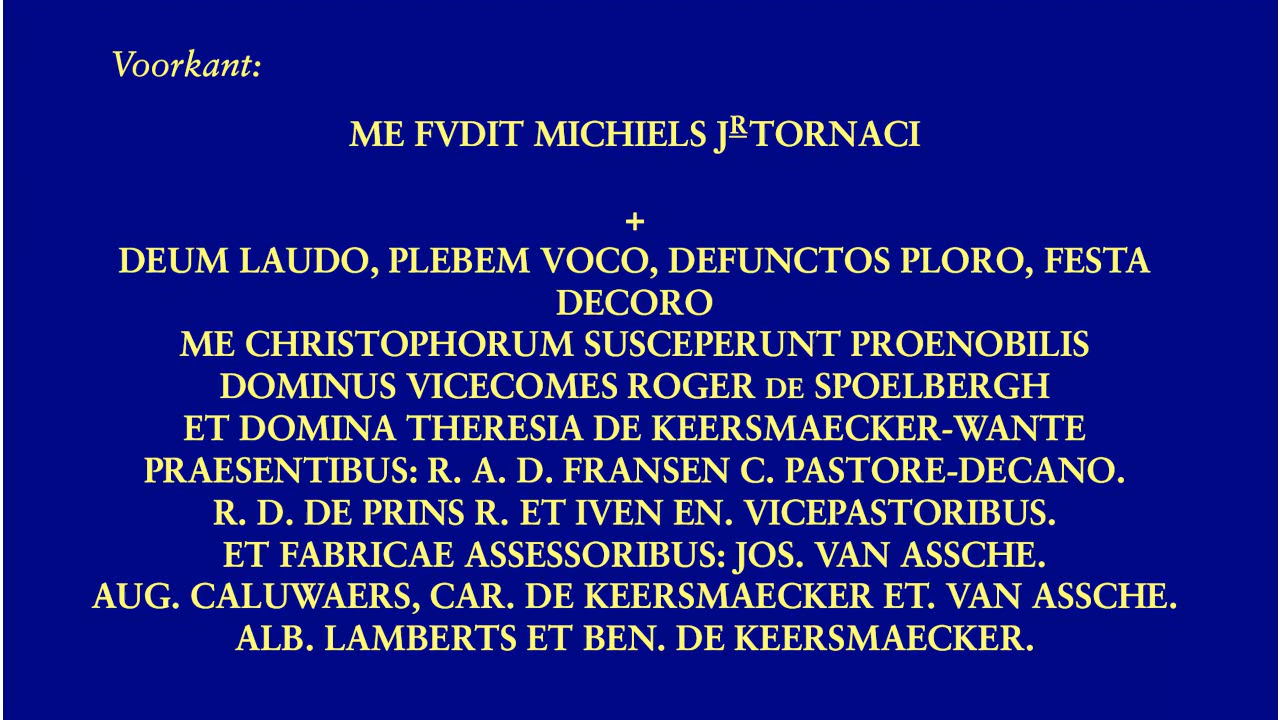 Voorkant:
ME FVDIT MICHIELS JR TORNACI
+
DEUM LAUDO, PLEBEM VOCO, DEFUNCTOS PLORO, FESTA
DECORO
ME CHRISTOPHORUM SUSCEPERUNT PROENOBILIS
DOMINUS VICECOMES ROGER DE SPOELBERGH
ET DOMINA THERESIA DE KEERSMAECKER-WANTE
PRAESENTIBUS: R. A. D. FRANSEN C. PASTORE-DECANO.
R. D. DE PRINS R. ET IVEN EN. VICEPASTORIBUS.
ET FABRICAE ASSESSORIBUS: JOS. VAN ASSCHE.
AUG. CALUWAERS, CAR. DE KEERSMAECKER ET. VAN ASSCHE.
ALB. LAMBERTS ET BEN. DE KEERSMAECKER.